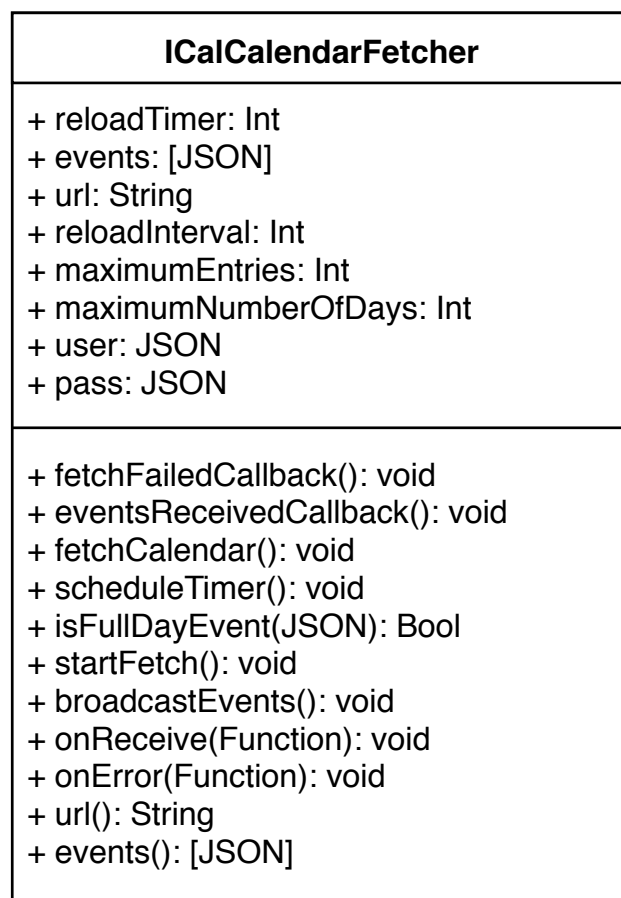 ICalCalendarFetcher
+ reloadTimer: Int
+ events: [JSON]
+ url: String
+ reloadInterval: Int
+ maximumEntries: Int
+ maximumNumberOfDays: Int
+ user: JSON
+ pass: JSON
+ fetchFailedCallback(): void
+ eventsReceivedCallback(): void
+ fetchCalendar(): void
+ scheduleTimer(): void
+ isFullDayEvent(JSON): Bool
+ startFetch(): void
+ broadcastEvents(): void
+ onReceive(Function): void
+ onError(Function): void
+ url(): String
+ events(): [JSON]